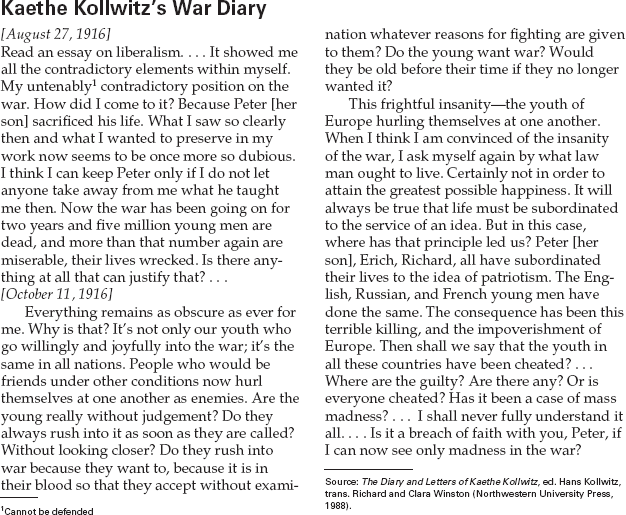 Kaethe Kollwitz's War Diary
[August 27, 1916]
Read an essay on liberalism. . . . It showed me
all the contradictory elements within myself.
My untenably¹ contradictory position on the
war. How did I come to it? Because Peter [her
son] sacrificed his life. What I saw so clearly
then and what I wanted to preserve in my
work now seems to be once more so dubious.
I think I can keep Peter only if I do not let
anyone take away from me what he taught
me then. Now the war has been going on for
two years and five million young men are
dead, and more than that number again are
miserable, their lives wrecked. Is there any-
thing at all that can justify that? . . .
[October 11, 1916]
Everything remains as obscure as ever for
me. Why is that? It's not only our youth who
go willingly and joyfully into the war; it's the
same in all nations. People who would be
friends under other conditions now hurl
themselves at one another as enemies. Are the
young really without judgement? Do they
always rush into it as soon as they are called?
Without looking closer? Do they rush into
war because they want to, because it is in
their blood so that they accept without exami-
¹Cannot be defended
nation whatever reasons for fighting are given
to them? Do the young want war? Would
they be old before their time if they no longer
wanted it?
This frightful insanity—the youth of
Europe hurling themselves at one another.
When I think I am convinced of the insanity
of the war, I ask myself again by what law
man ought to live. Certainly not in order to
attain the greatest possible happiness. It will
always be true that life must be subordinated
to the service of an idea. But in this case,
where has that principle led us? Peter [her
son], Erich, Richard, all have subordinated
their lives to the idea of patriotism. The Eng-
lish, Russian, and French young men have
done the same. The consequence has been this
terrible killing, and the impoverishment of
Europe. Then shall we say that the youth in
all these countries have been cheated? . . .
Where are the guilty? Are there any? Or is
everyone cheated? Has it been a case of mass
madness? . . . I shall never fully understand it
all. . . . Is it a breach of faith with you, Peter, if
I can now see only madness in the war?
Source: The Diary and Letters of Kaethe Kollwitz, ed. Hans Kollwitz,
trans. Richard and Clara Winston (Northwestern University Press,
1988).